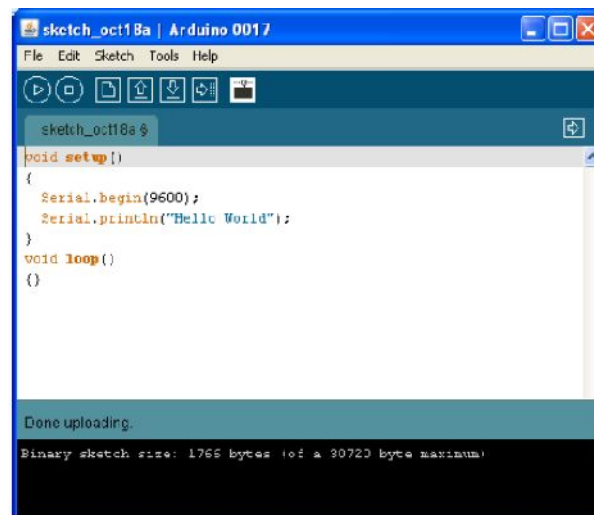 sketch_oct18a | Arduino 0017
File Edit Sketch Tools Help
sketch_oct18a §
void setup()
{
Serial.begin(9600);
Serial.println("Hello World");
}
void loop()
{}
Done uploading.
Binary sketch size: 1766 bytes (of a 30720 byte maximum)